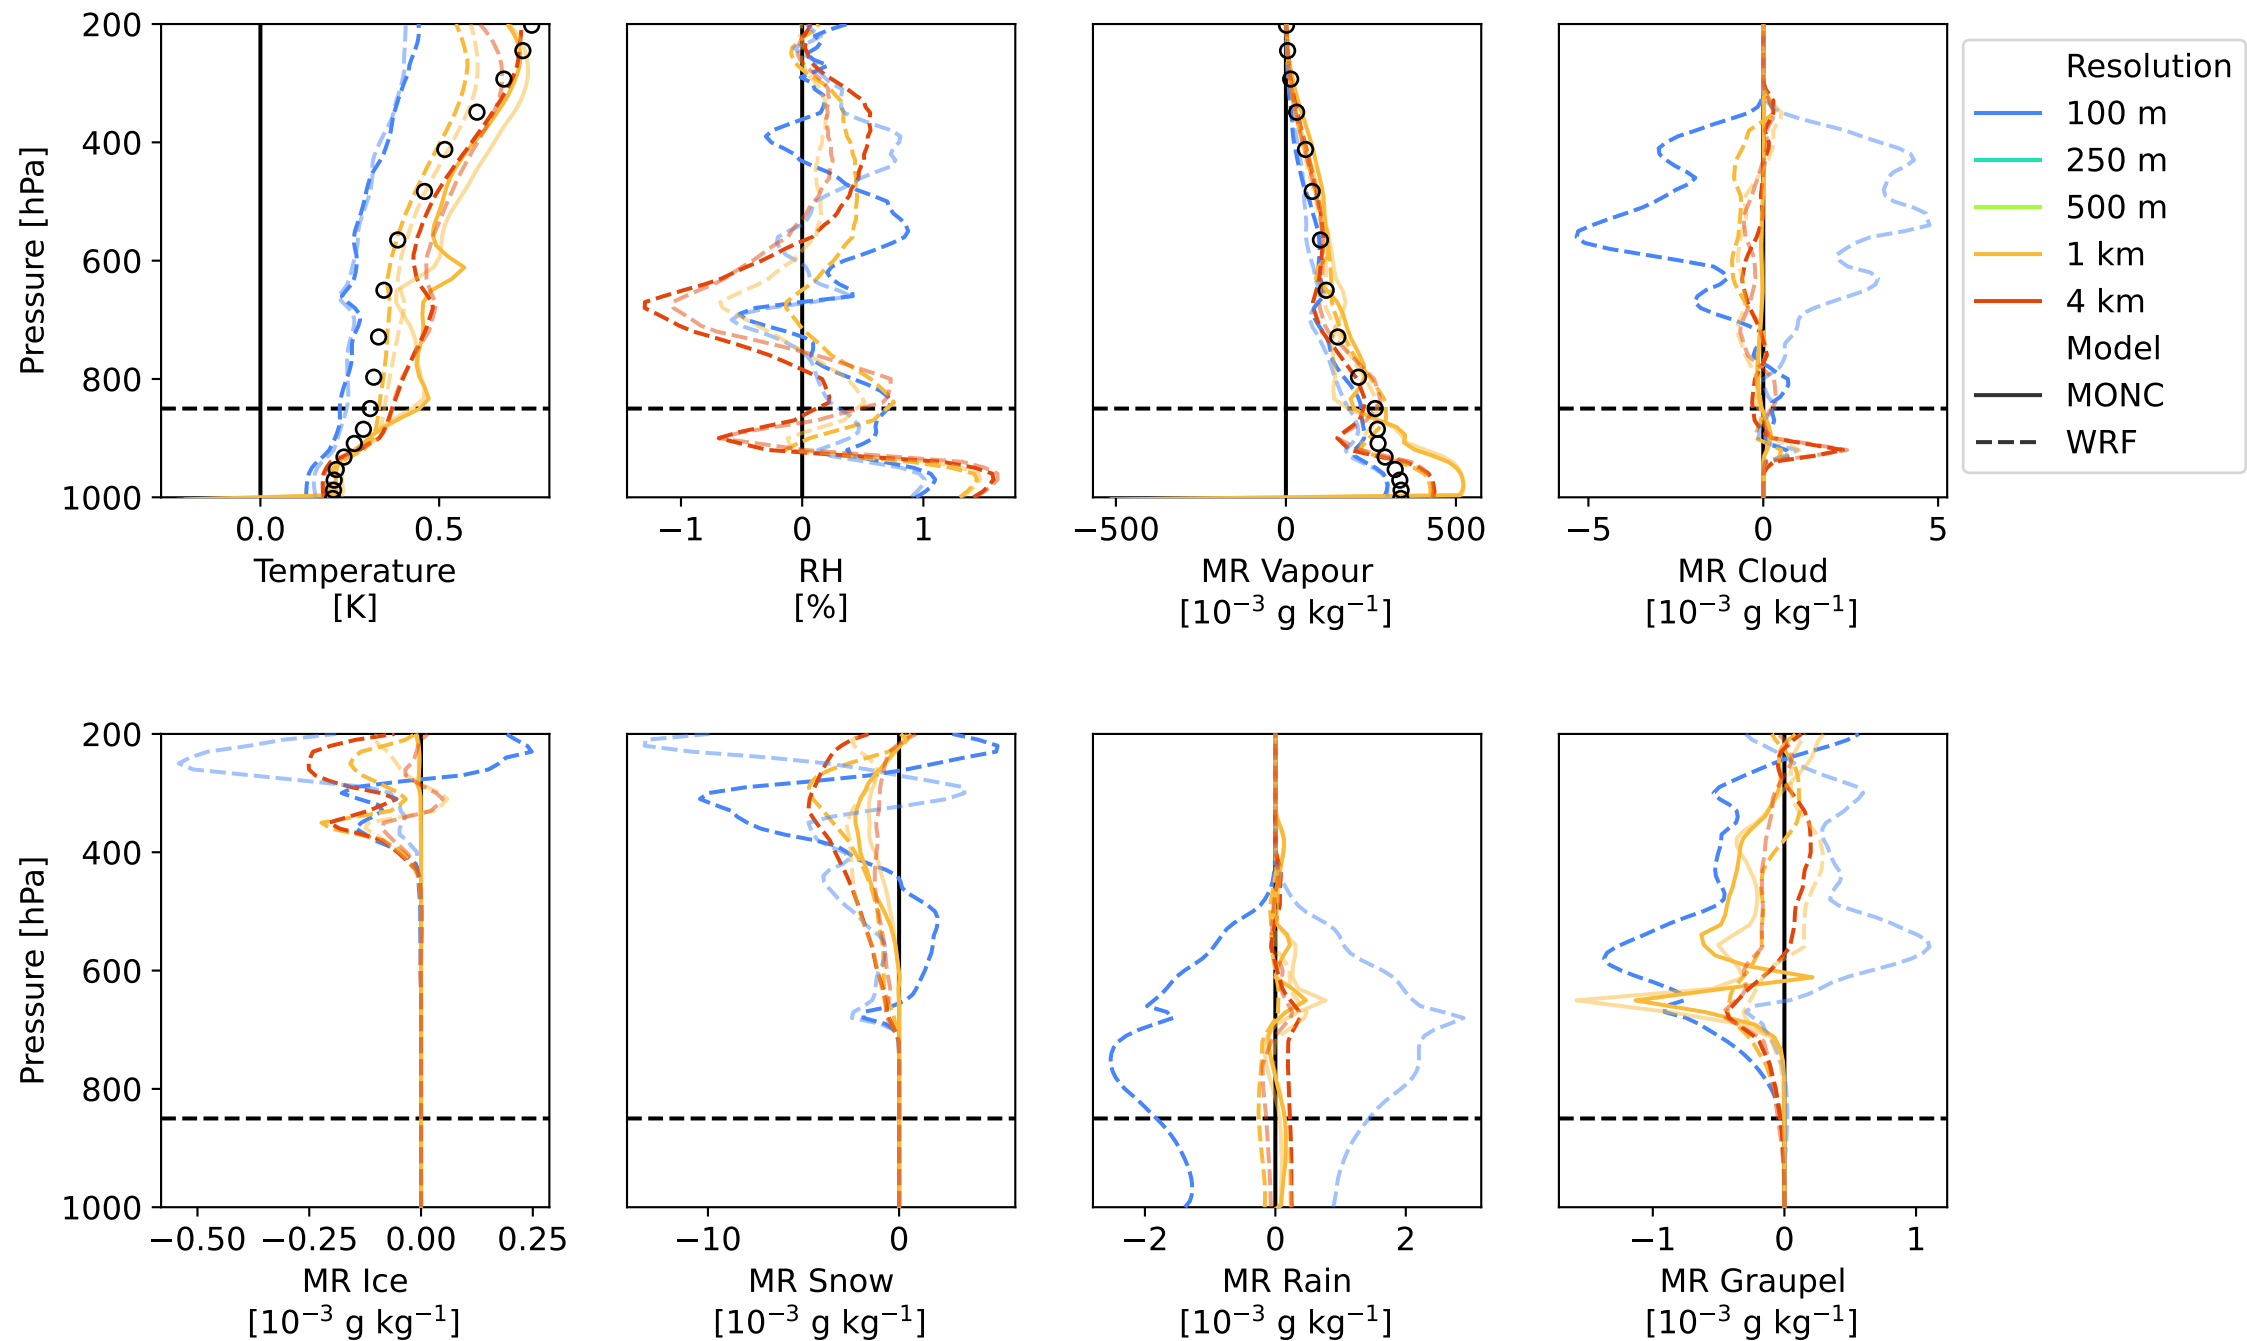 200
400
600
800
1000
Pressure [hPa]
0.0 0.5
Temperature
[K]
−1 0 1
RH
[%]
−500 0 500
MR Vapour
[10⁻³ g kg⁻¹]
−5 0 5
MR Cloud
[10⁻³ g kg⁻¹]
Resolution
100 m
250 m
500 m
1 km
4 km
Model
MONC
WRF
200
400
600
800
1000
Pressure [hPa]
−0.50 −0.25 0.00 0.25
MR Ice
[10⁻³ g kg⁻¹]
−10 0
MR Snow
[10⁻³ g kg⁻¹]
−2 0 2
MR Rain
[10⁻³ g kg⁻¹]
−1 0 1
MR Graupel
[10⁻³ g kg⁻¹]